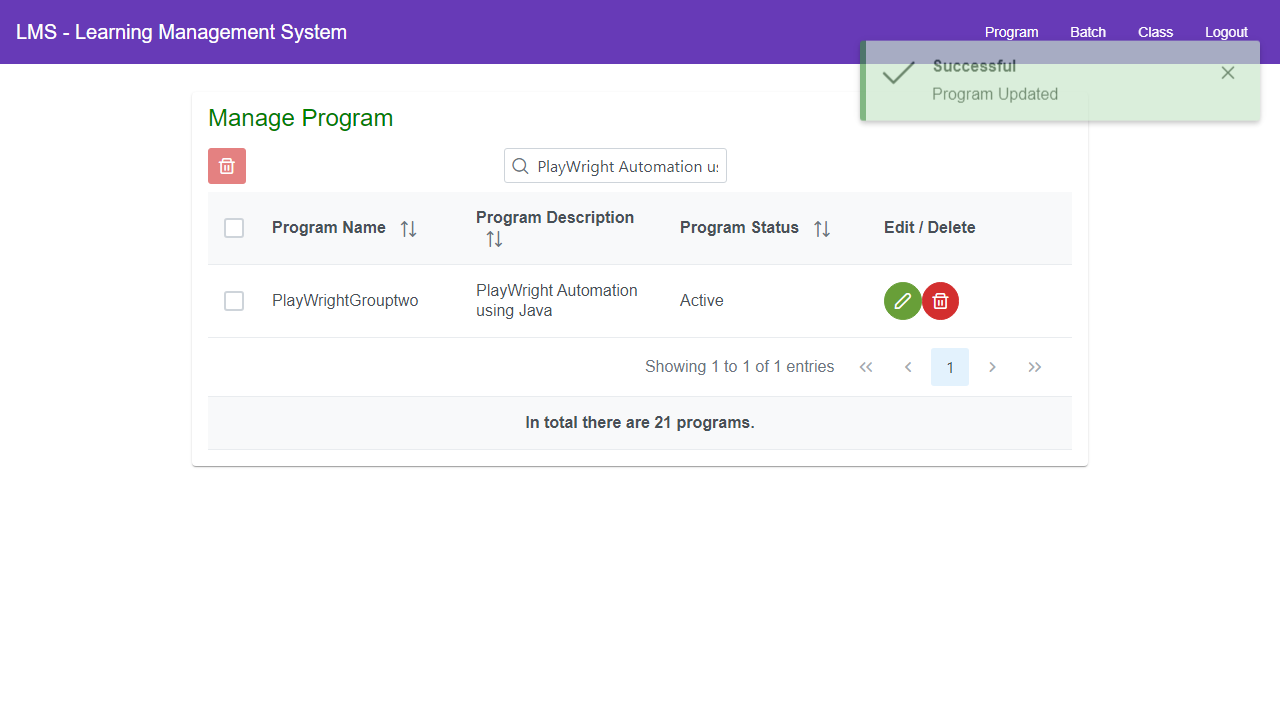 LMS - Learning Management System
Program Batch Class Logout
Successful
Program Updated
Manage Program
PlayWright Automation us
Program Name Program Description Program Status Edit / Delete
PlayWrightGrouptwo
PlayWright Automation
using Java
Active
Showing 1 to 1 of 1 entries
1
In total there are 21 programs.